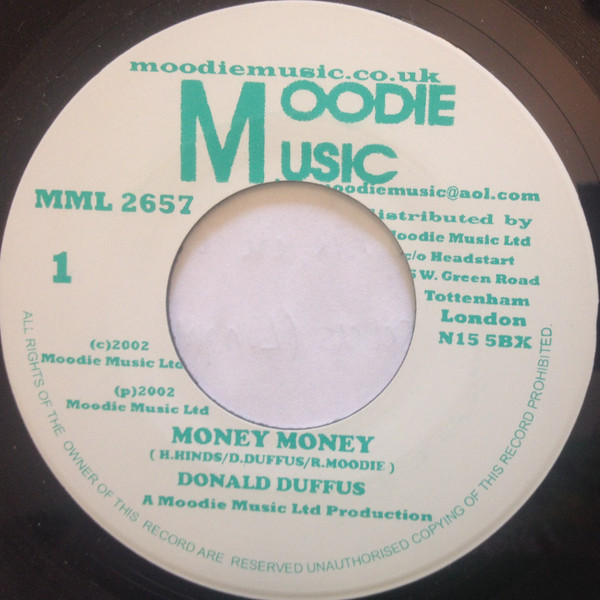 moodiemusic.co.uk
MOODIE
MUSIC
moodiemusic@aol.com
MML 2657
distributed by
Moodie Music Ltd
c/o Headstart
W. Green Road
Tottenham
London
N15 5BX
1
(c)2002
Moodie Music Ltd
(p)2002
Moodie Music Ltd
MONEY MONEY
( H.HINDS/D.DUFFUS/R.MOODIE )
DONALD DUFFUS
A Moodie Music Ltd Production
ALL RIGHTS OF THE OWNER OF THIS RECORD ARE RESERVED UNAUTHORISED COPYING OF THIS RECORD PROHIBITED.